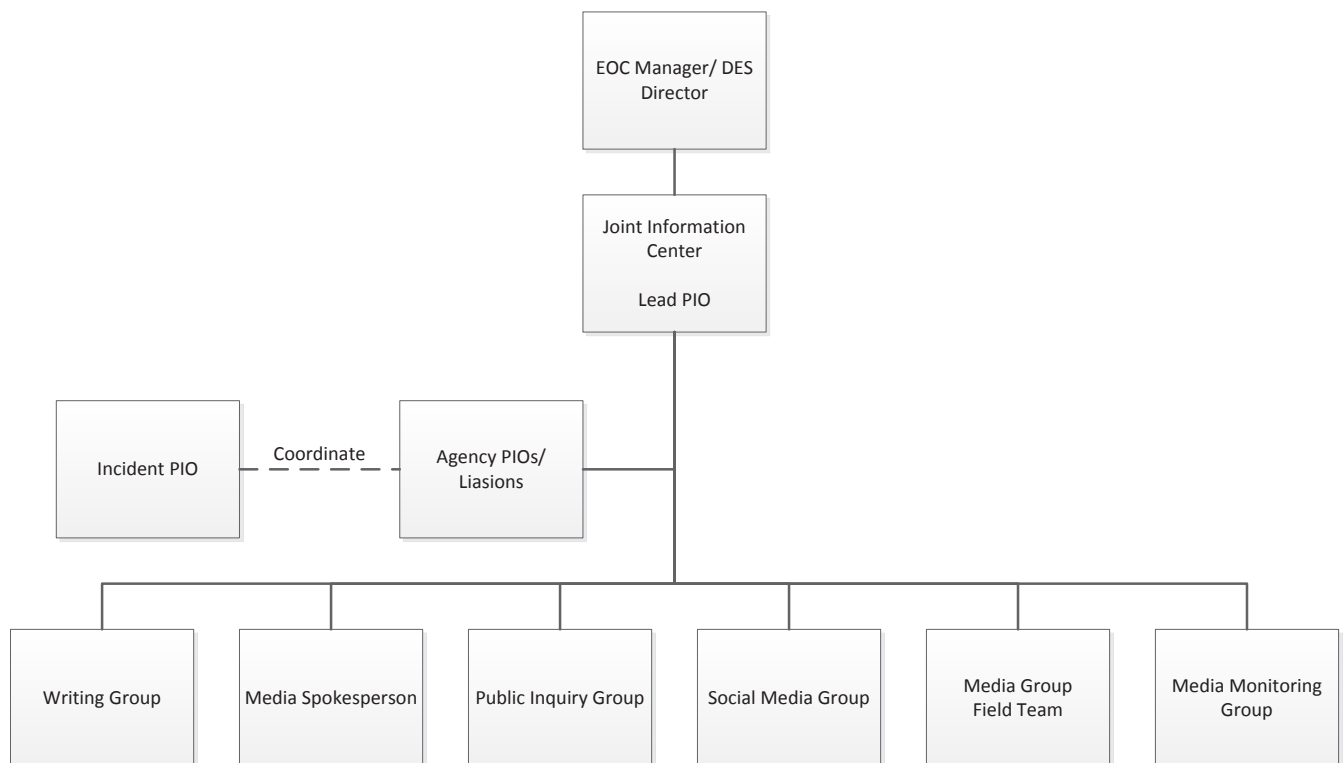 EOC Manager/ DES
Director
Joint Information
Center
Lead PIO
Incident PIO
Coordinate
Agency PIOs/
Liasions
Writing Group
Media Spokesperson
Public Inquiry Group
Social Media Group
Media Group
Field Team
Media Monitoring
Group